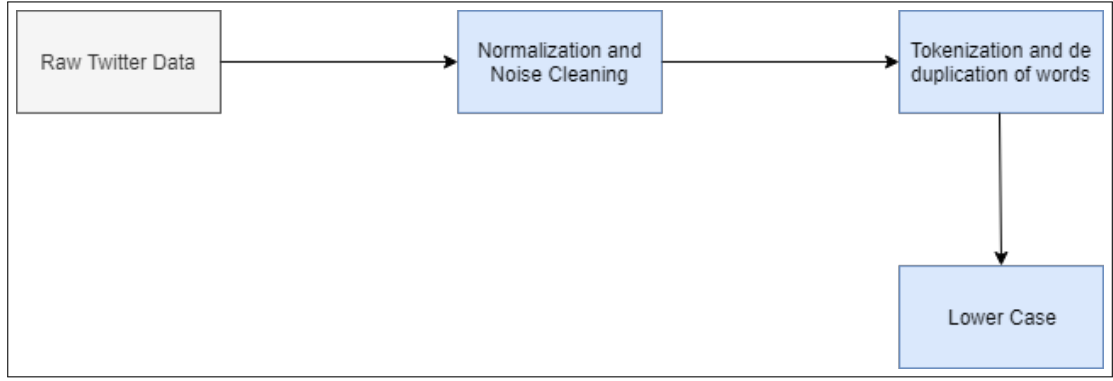 Raw Twitter Data
Normalization and
Noise Cleaning
Tokenization and de
duplication of words
Lower Case